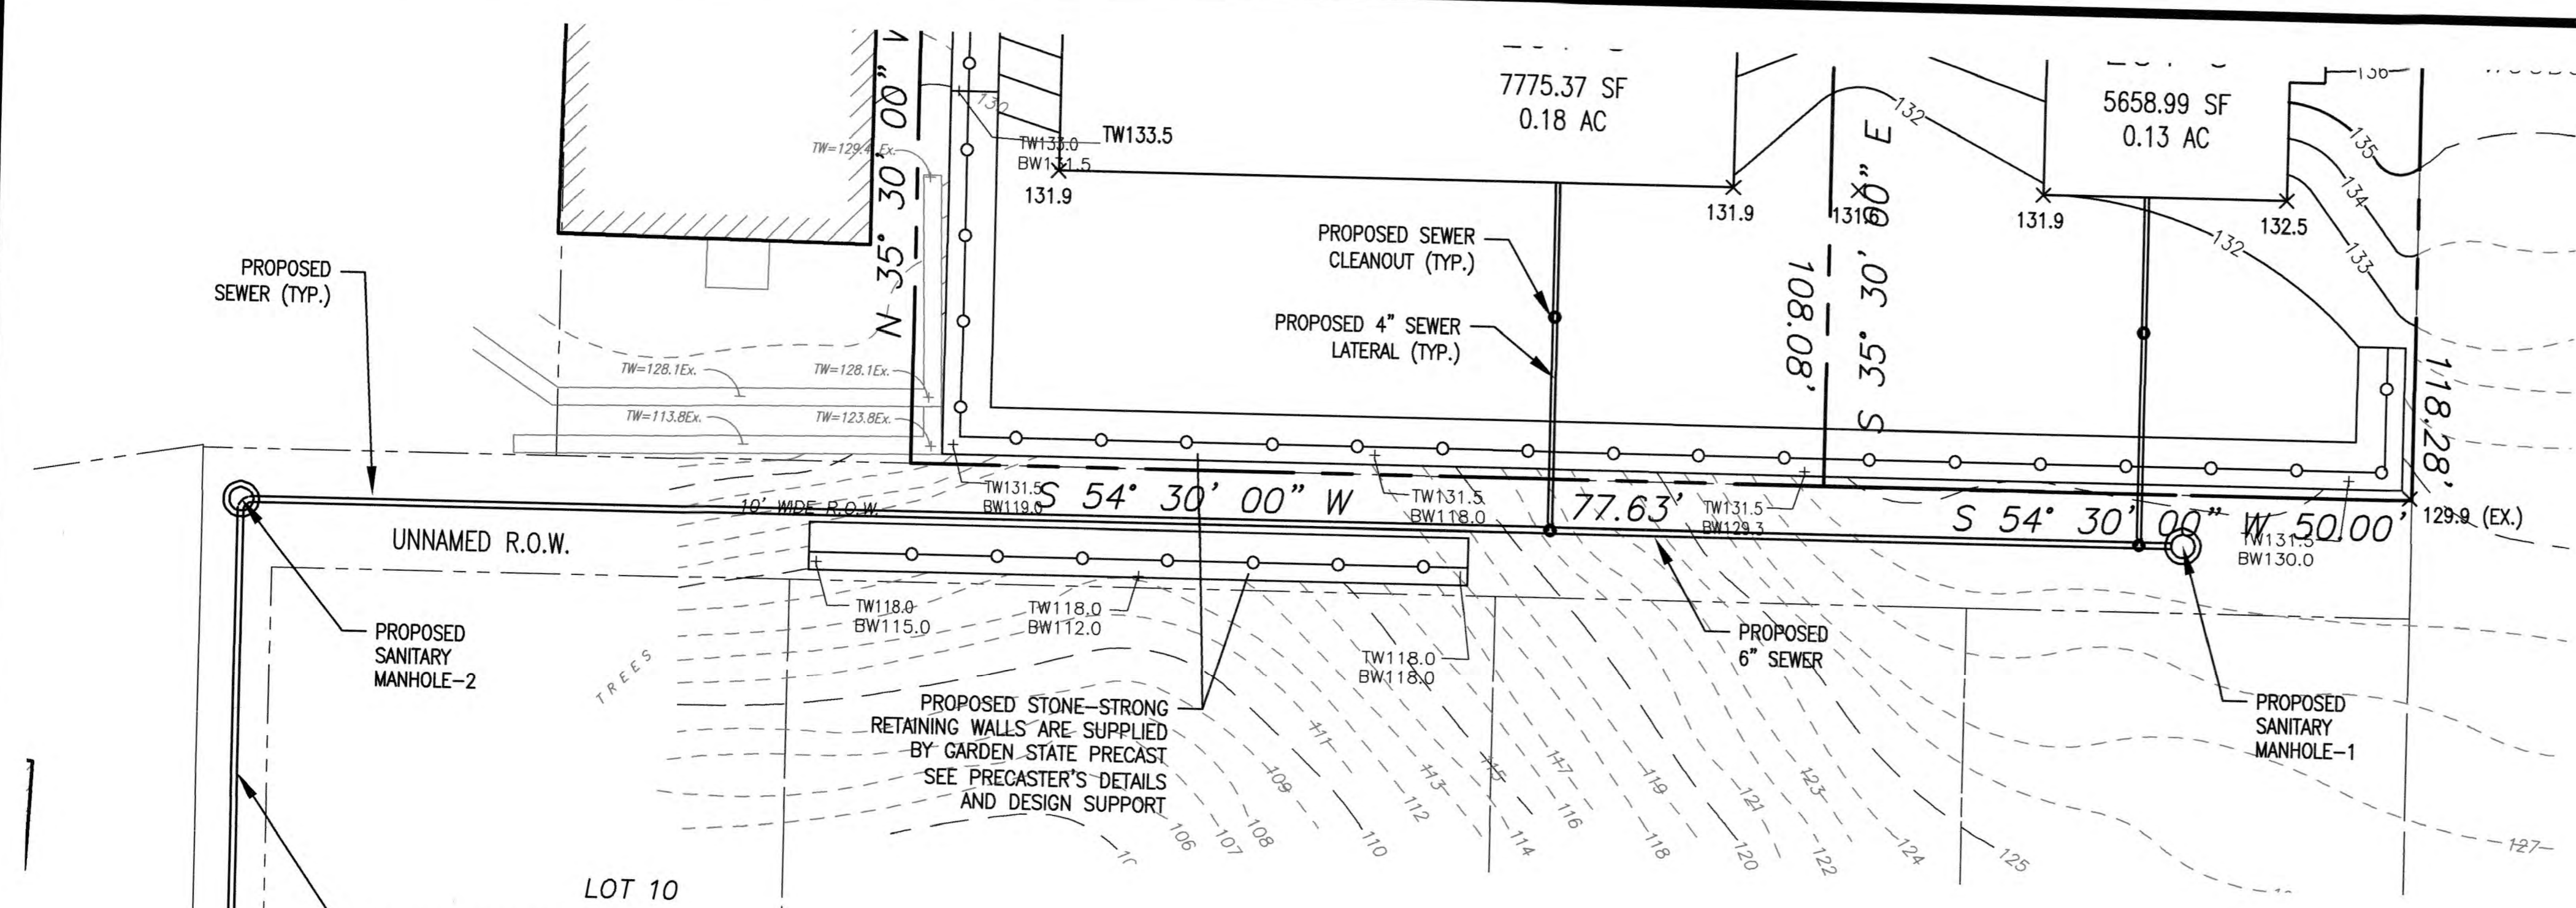 7775.37 SF
0.18 AC
5658.99 SF
0.13 AC
136
135
134
133
132
132
130
N 35° 30' 00"
TW=129.4 Ex.
TW133.0
BW131.5
TW133.5
131.9
131.9
131.6
131.9
132.5
S 35° 30' 00" E
108.08'
118.28'
PROPOSED
SEWER (TYP.)
PROPOSED SEWER
CLEANOUT (TYP.)
PROPOSED 4" SEWER
LATERAL (TYP.)
TW=128.1Ex.
TW=128.1Ex.
TW=113.8Ex.
TW=123.8Ex.
TW131.5
BW119.0
S 54° 30' 00" W
77.63'
TW131.5
BW118.0
TW131.5
BW129.3
S 54° 30' 00" W 50.00'
129.9 (EX.)
TW131.5
BW130.0
10' WIDE R.O.W.
UNNAMED R.O.W.
TW118.0
BW115.0
TW118.0
BW112.0
TW118.0
BW118.0
PROPOSED
SANITARY
MANHOLE-2
TREES
PROPOSED
6" SEWER
PROPOSED STONE-STRONG
RETAINING WALLS ARE SUPPLIED
BY GARDEN STATE PRECAST
SEE PRECASTER'S DETAILS
AND DESIGN SUPPORT
PROPOSED
SANITARY
MANHOLE-1
106
107
108
109
110
111
112
113
114
115
116
117
118
119
120
121
122
123
124
125
127
LOT 10